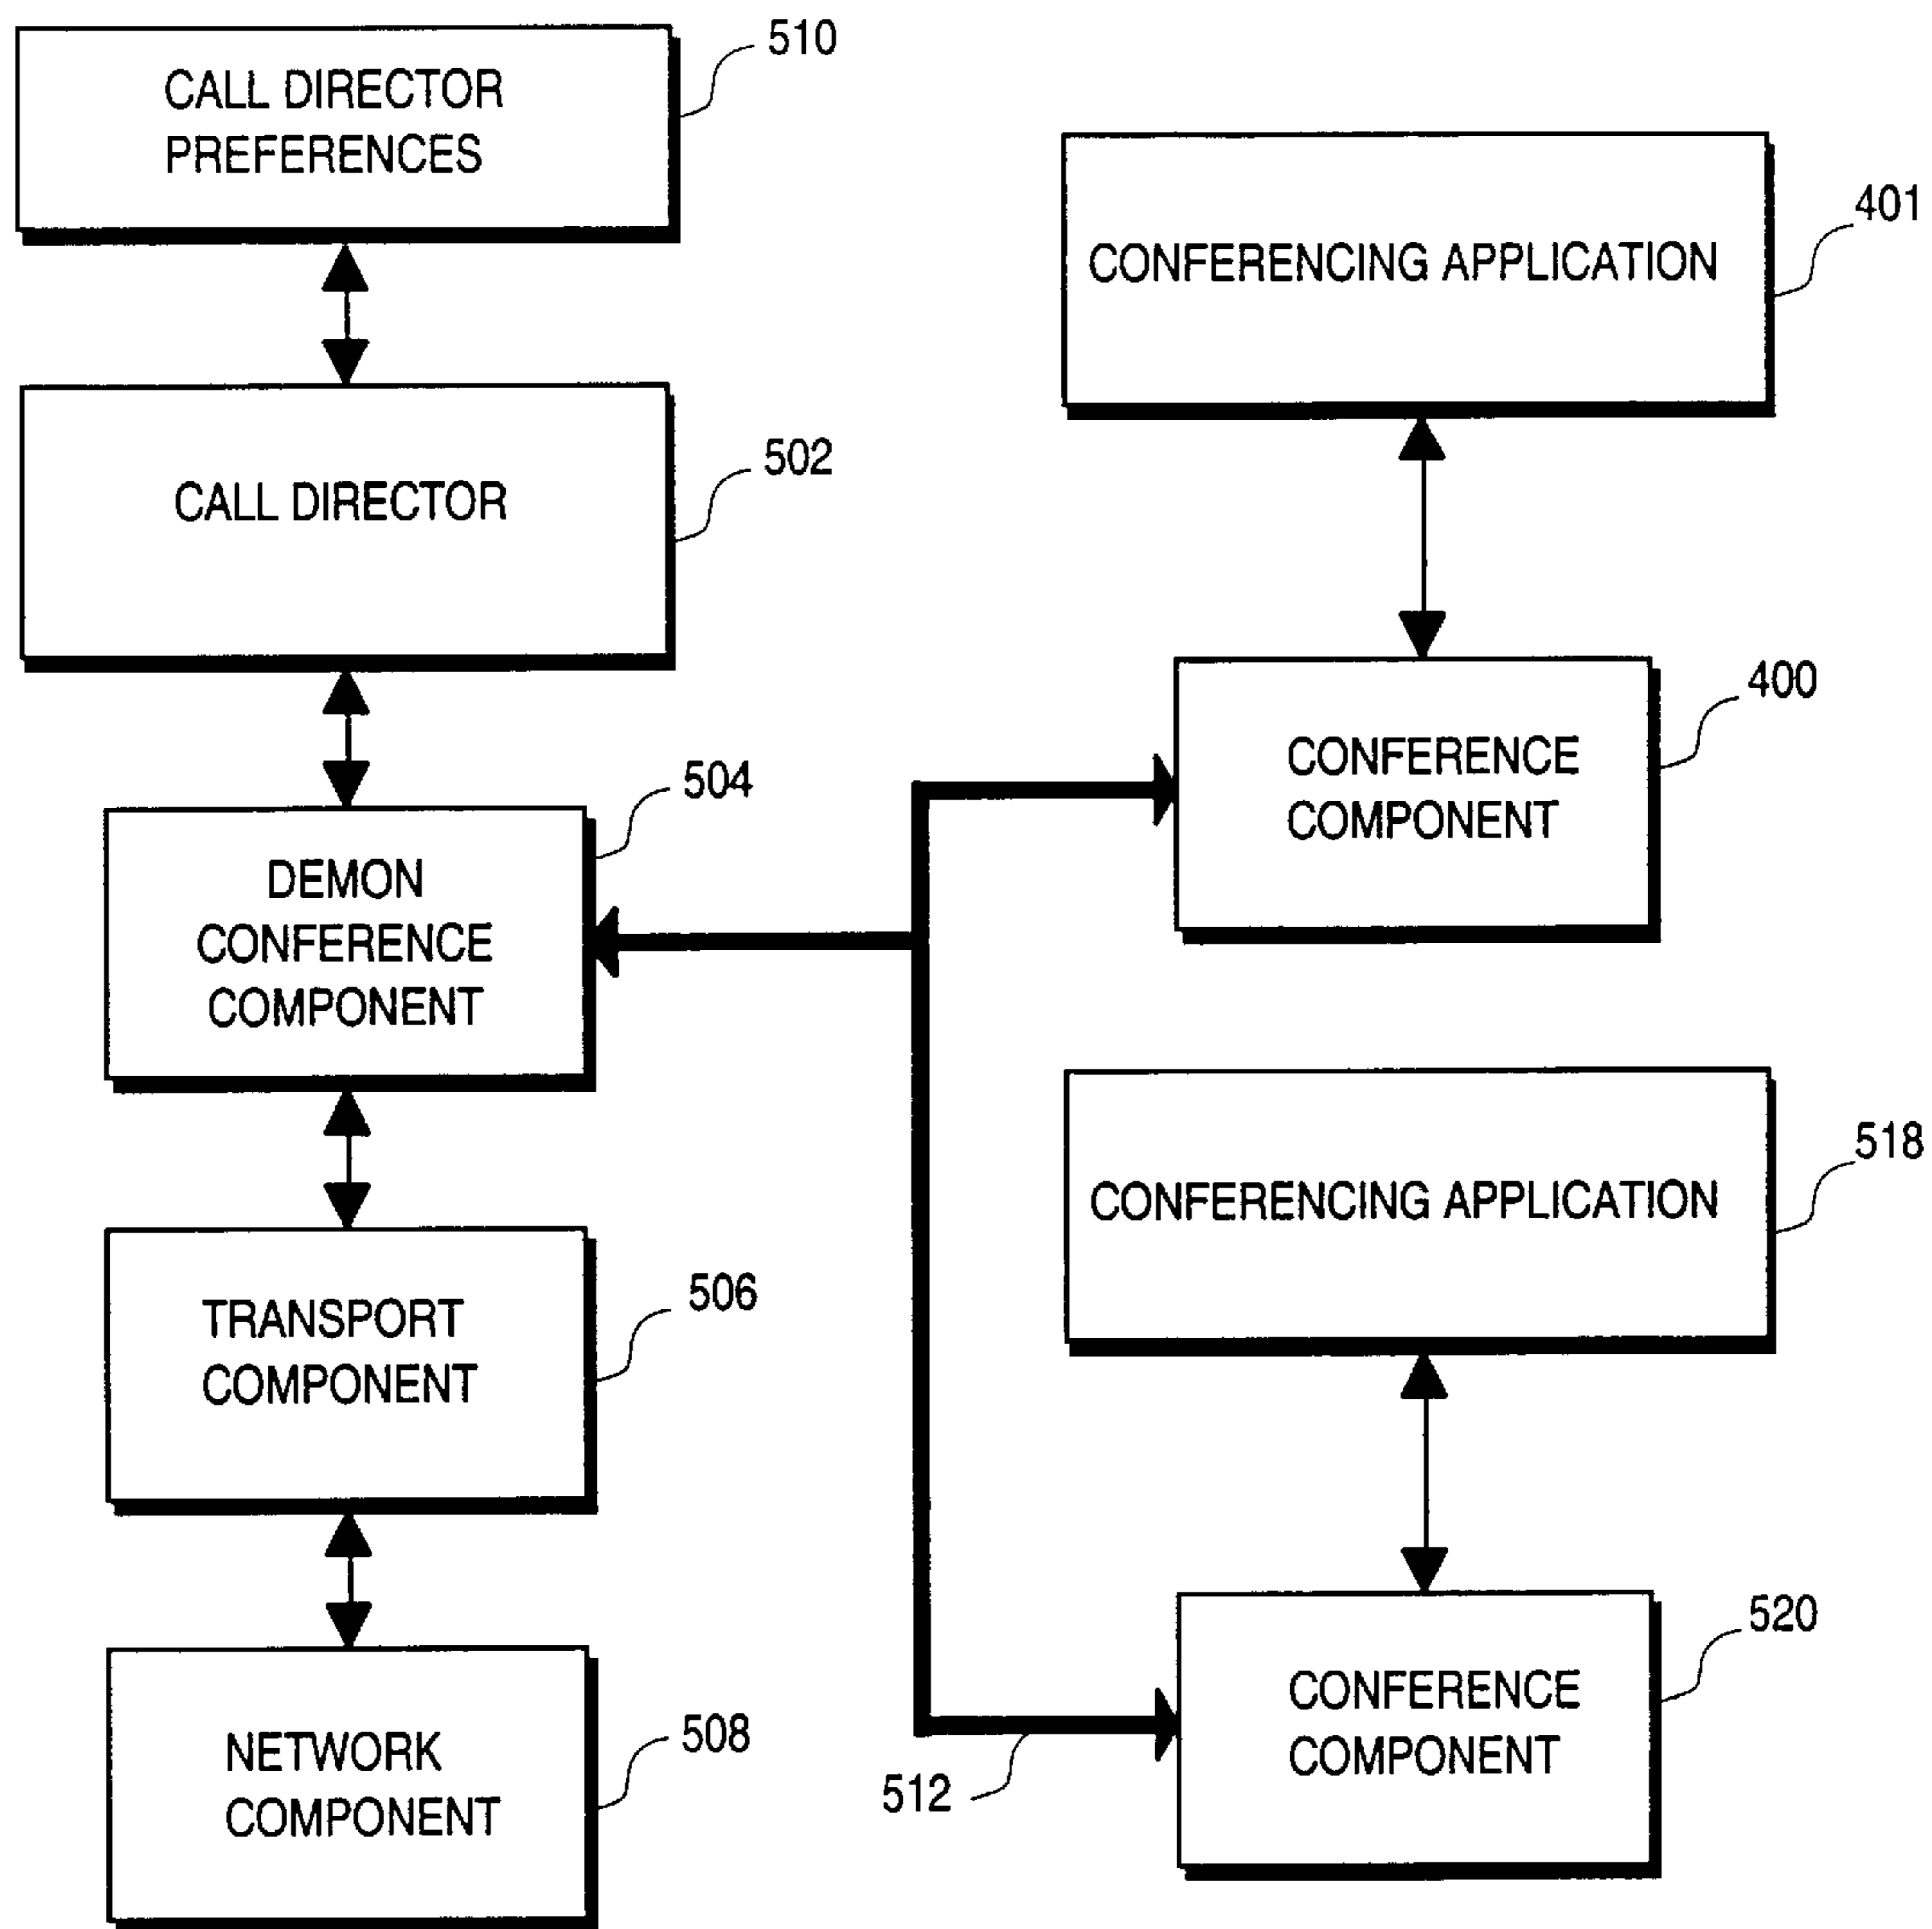 510
CALL DIRECTOR
PREFERENCES
401
CONFERENCING APPLICATION
502
CALL DIRECTOR
400
CONFERENCE
COMPONENT
504
DEMON
CONFERENCE
COMPONENT
518
CONFERENCING APPLICATION
506
TRANSPORT
COMPONENT
520
CONFERENCE
COMPONENT
508
NETWORK
COMPONENT
512